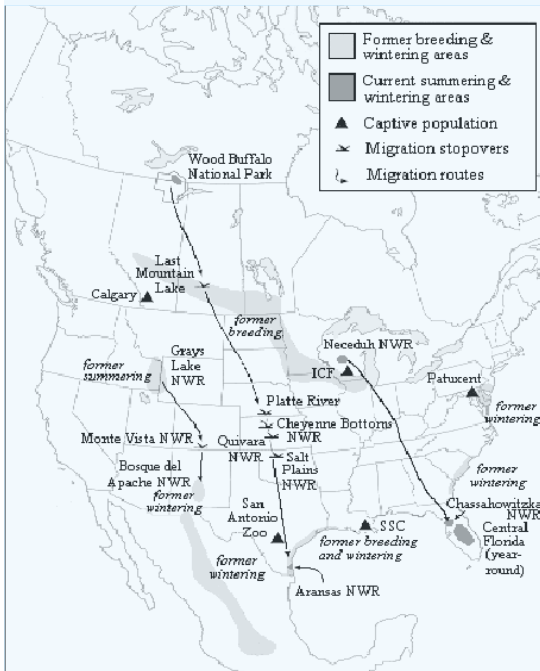 Former breeding &
wintering areas
Current summering &
wintering areas
Captive population
Migration stopovers
Migration routes
Wood Buffalo
National Park
Last
Mountain
Lake
Calgary
former
breeding
Neceduh NWR
ICF
Grays
Lake
NWR
former
summering
Patuxent
former
wintering
Platte River
Cheyenne Bottoms
NWR
Monte Vista NWR
Quivara
NWR
Salt
Plains
NWR
Bosque del
Apache NWR
former
wintering
former
wintering
Chassahowitzka
NWR
Central
Florida
(year-
round)
San
Antonio
Zoo
SSC
former breeding
and wintering
former
wintering
Aransas NWR